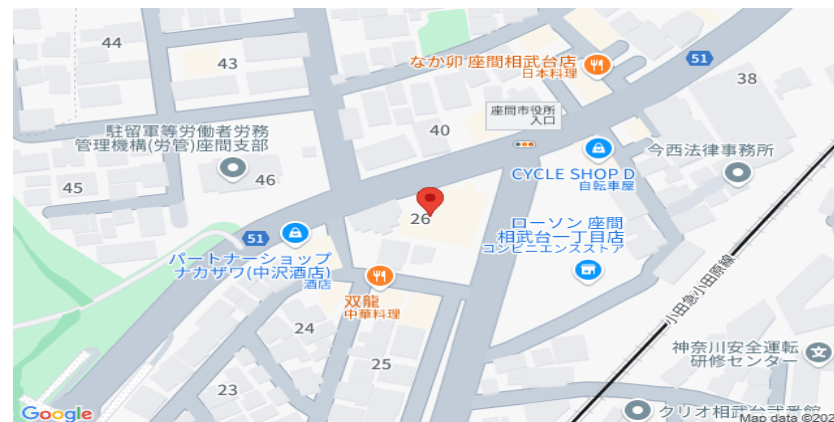 44
43
なか卯 座間相武台店
日本料理
51
38
座間市役所
入口
40
駐留軍等労働者労務
管理機構(労管)座間支部
46
45
CYCLE SHOP D
自転車屋
今西法律事務所
26
ローソン 座間
相武台一丁目店
コンビニエンスストア
51
パートナーショップ
ナカザワ(中沢酒店)
酒店
双龍
中華料理
小田急小田原線
24
25
23
神奈川安全運転
研修センター
クリオ相武台弐番館
Google
Map data ©202